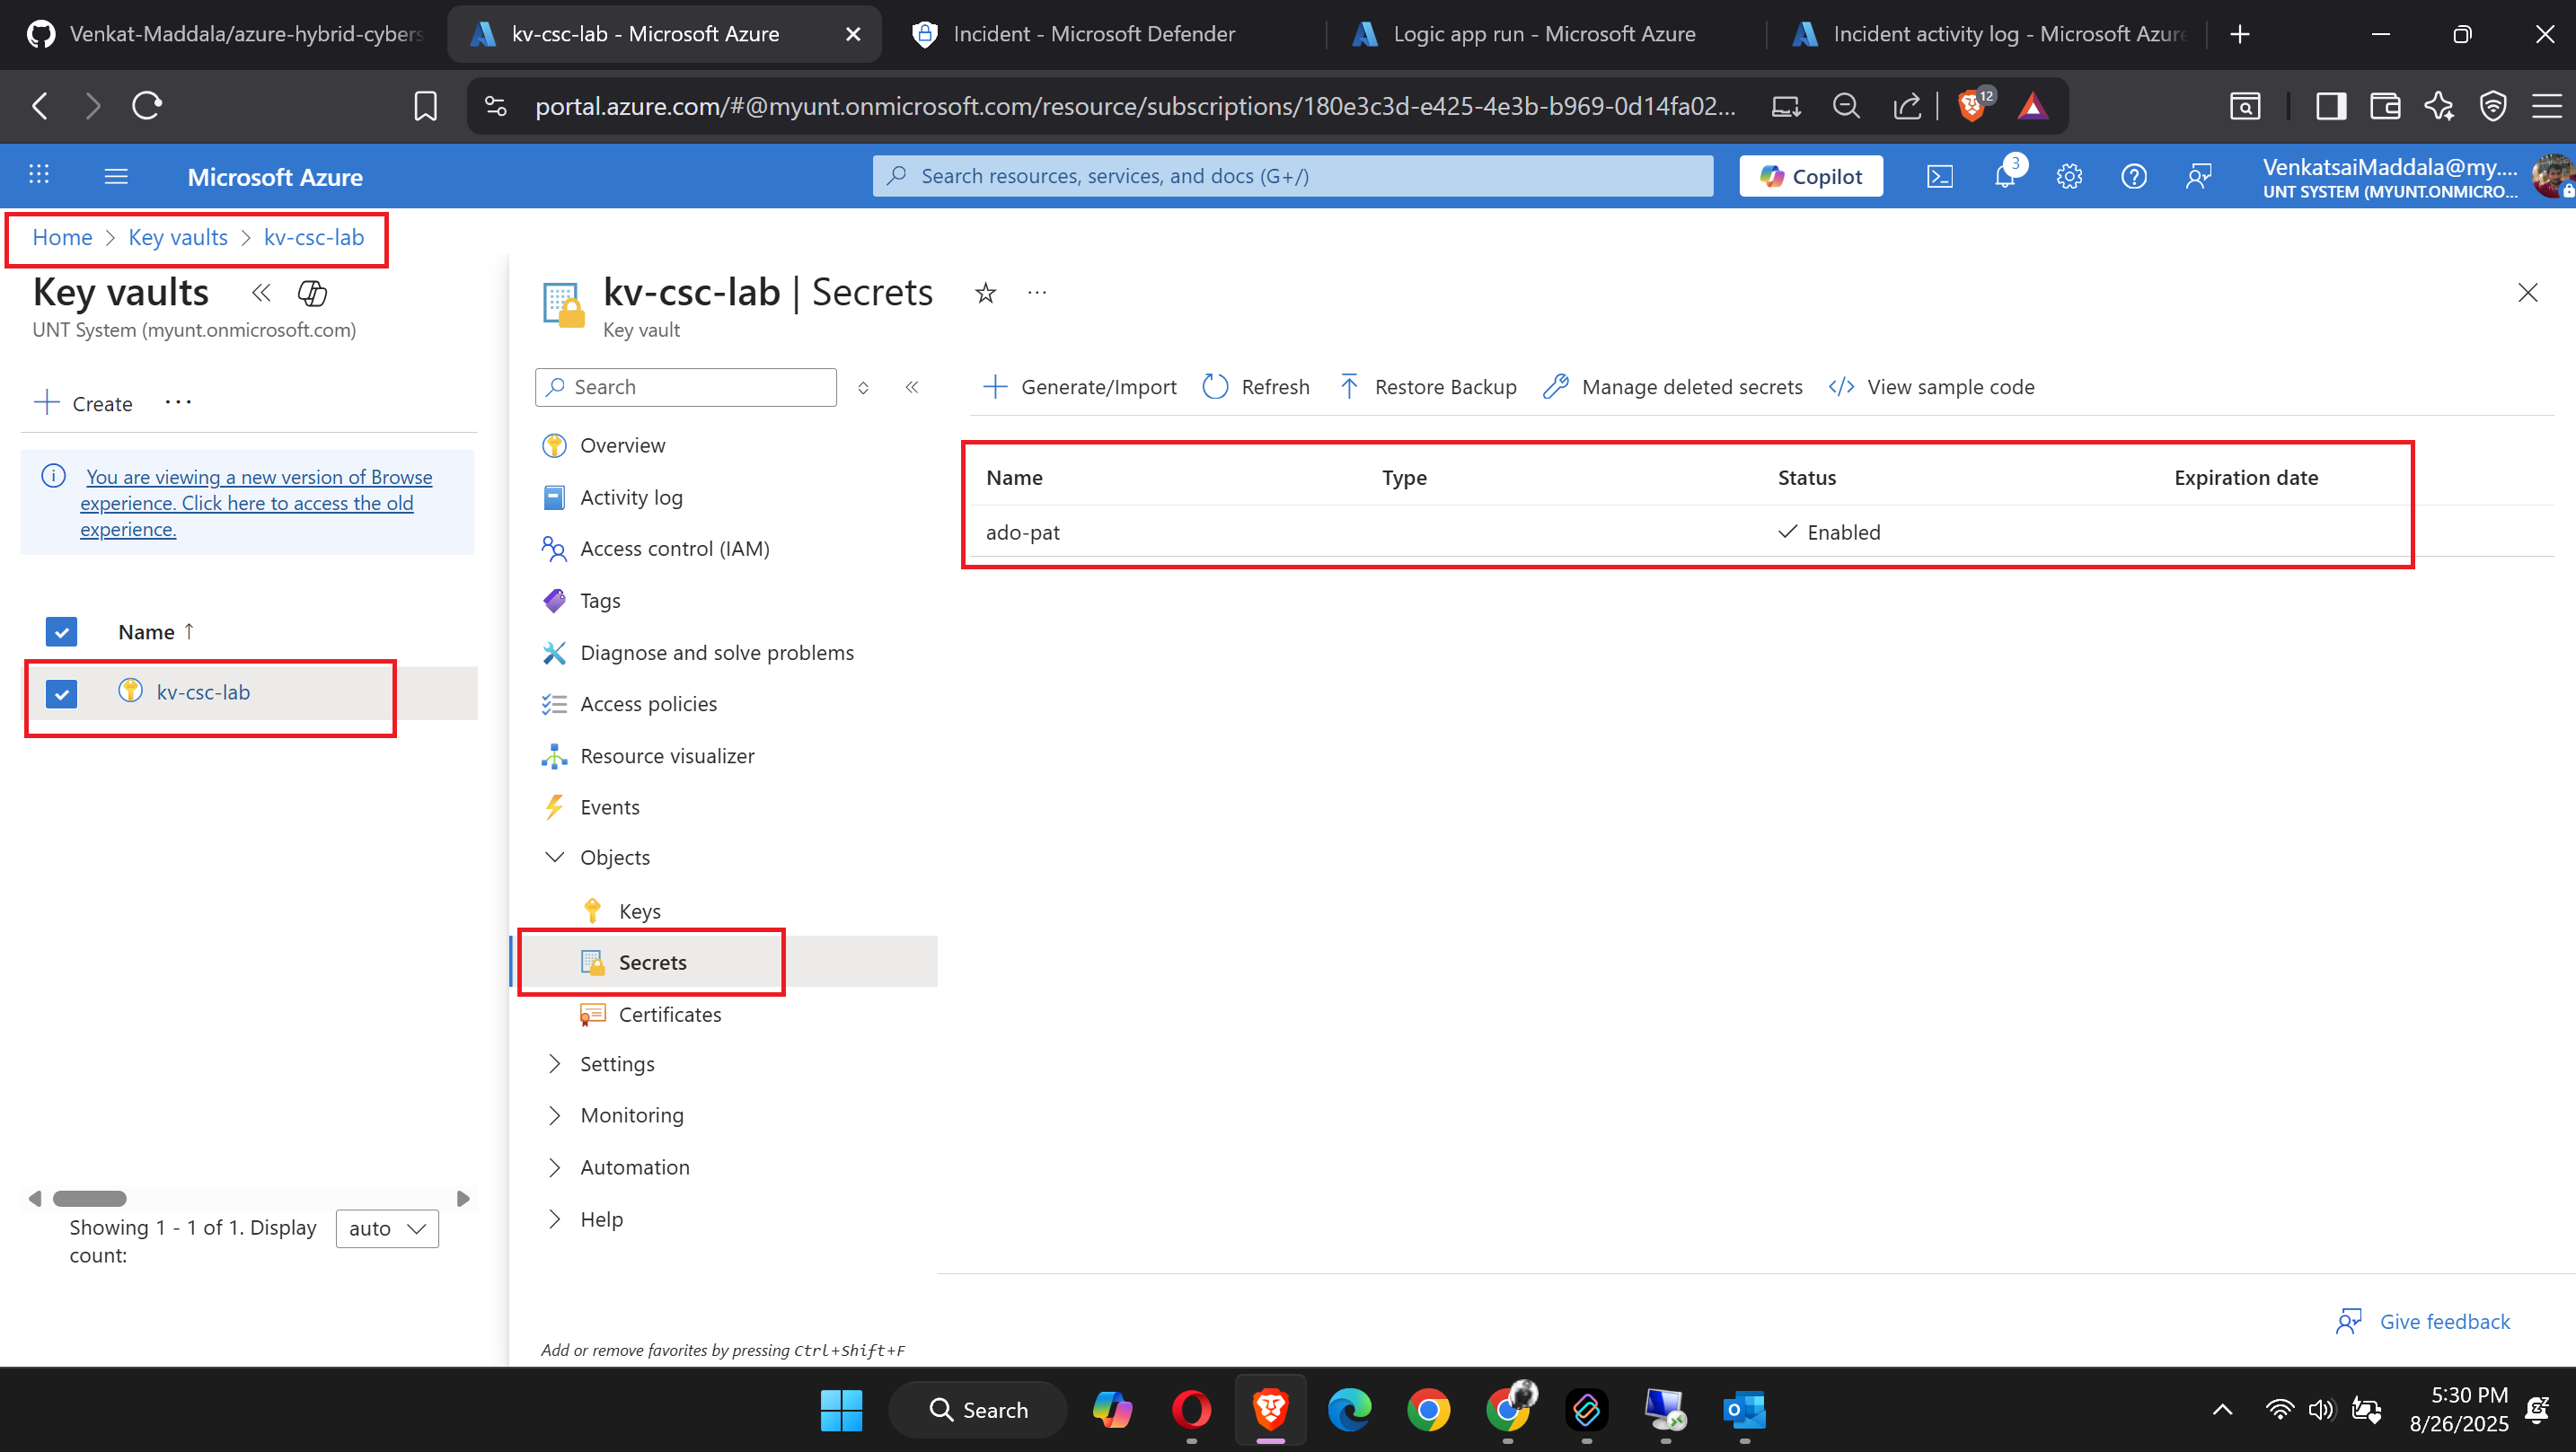 Venkat-Maddala/azure-hybrid-cybers
kv-csc-lab - Microsoft Azure
Incident - Microsoft Defender
Logic app run - Microsoft Azure
Incident activity log - Microsoft Azure
portal.azure.com/#@myunt.onmicrosoft.com/resource/subscriptions/180e3c3d-e425-4e3b-b969-0d14fa02...
12
Microsoft Azure
Search resources, services, and docs (G+/)
Copilot
3
VenkatsaiMaddala@my....
UNT SYSTEM (MYUNT.ONMICRO...
Home > Key vaults > kv-csc-lab
Key vaults
UNT System (myunt.onmicrosoft.com)
Create
You are viewing a new version of Browse
experience. Click here to access the old
experience.
Name ↑
kv-csc-lab
Showing 1 - 1 of 1. Display
count:
auto
kv-csc-lab | Secrets
Key vault
Search
Overview
Activity log
Access control (IAM)
Tags
Diagnose and solve problems
Access policies
Resource visualizer
Events
Objects
Keys
Secrets
Certificates
Settings
Monitoring
Automation
Help
Add or remove favorites by pressing Ctrl+Shift+F
Generate/Import
Refresh
Restore Backup
Manage deleted secrets
View sample code
Name Type Status Expiration date
ado-pat Enabled
Give feedback
Search
5:30 PM
8/26/2025